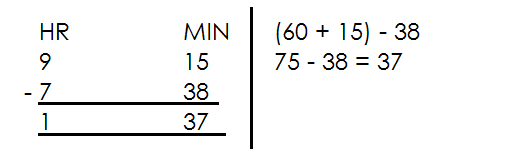 HR MIN
9 15
- 7 38
1 37
(60 + 15) - 38
75 - 38 = 37